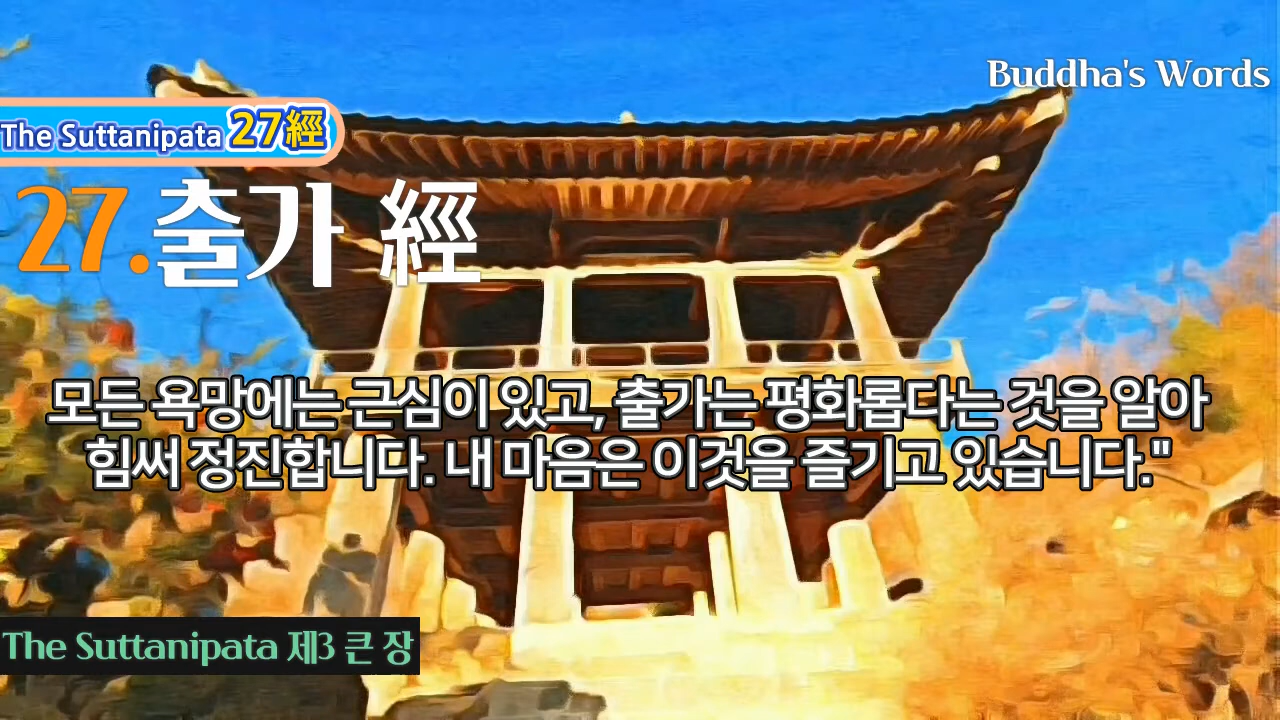 Buddha's Words
The Suttanipata 27經
27.출가 經
모든 욕망에는 근심이 있고, 출가는 평화롭다는 것을 알아
힘써 정진합니다. 내 마음은 이것을 즐기고 있습니다."
The Suttanipata 제3 큰 장